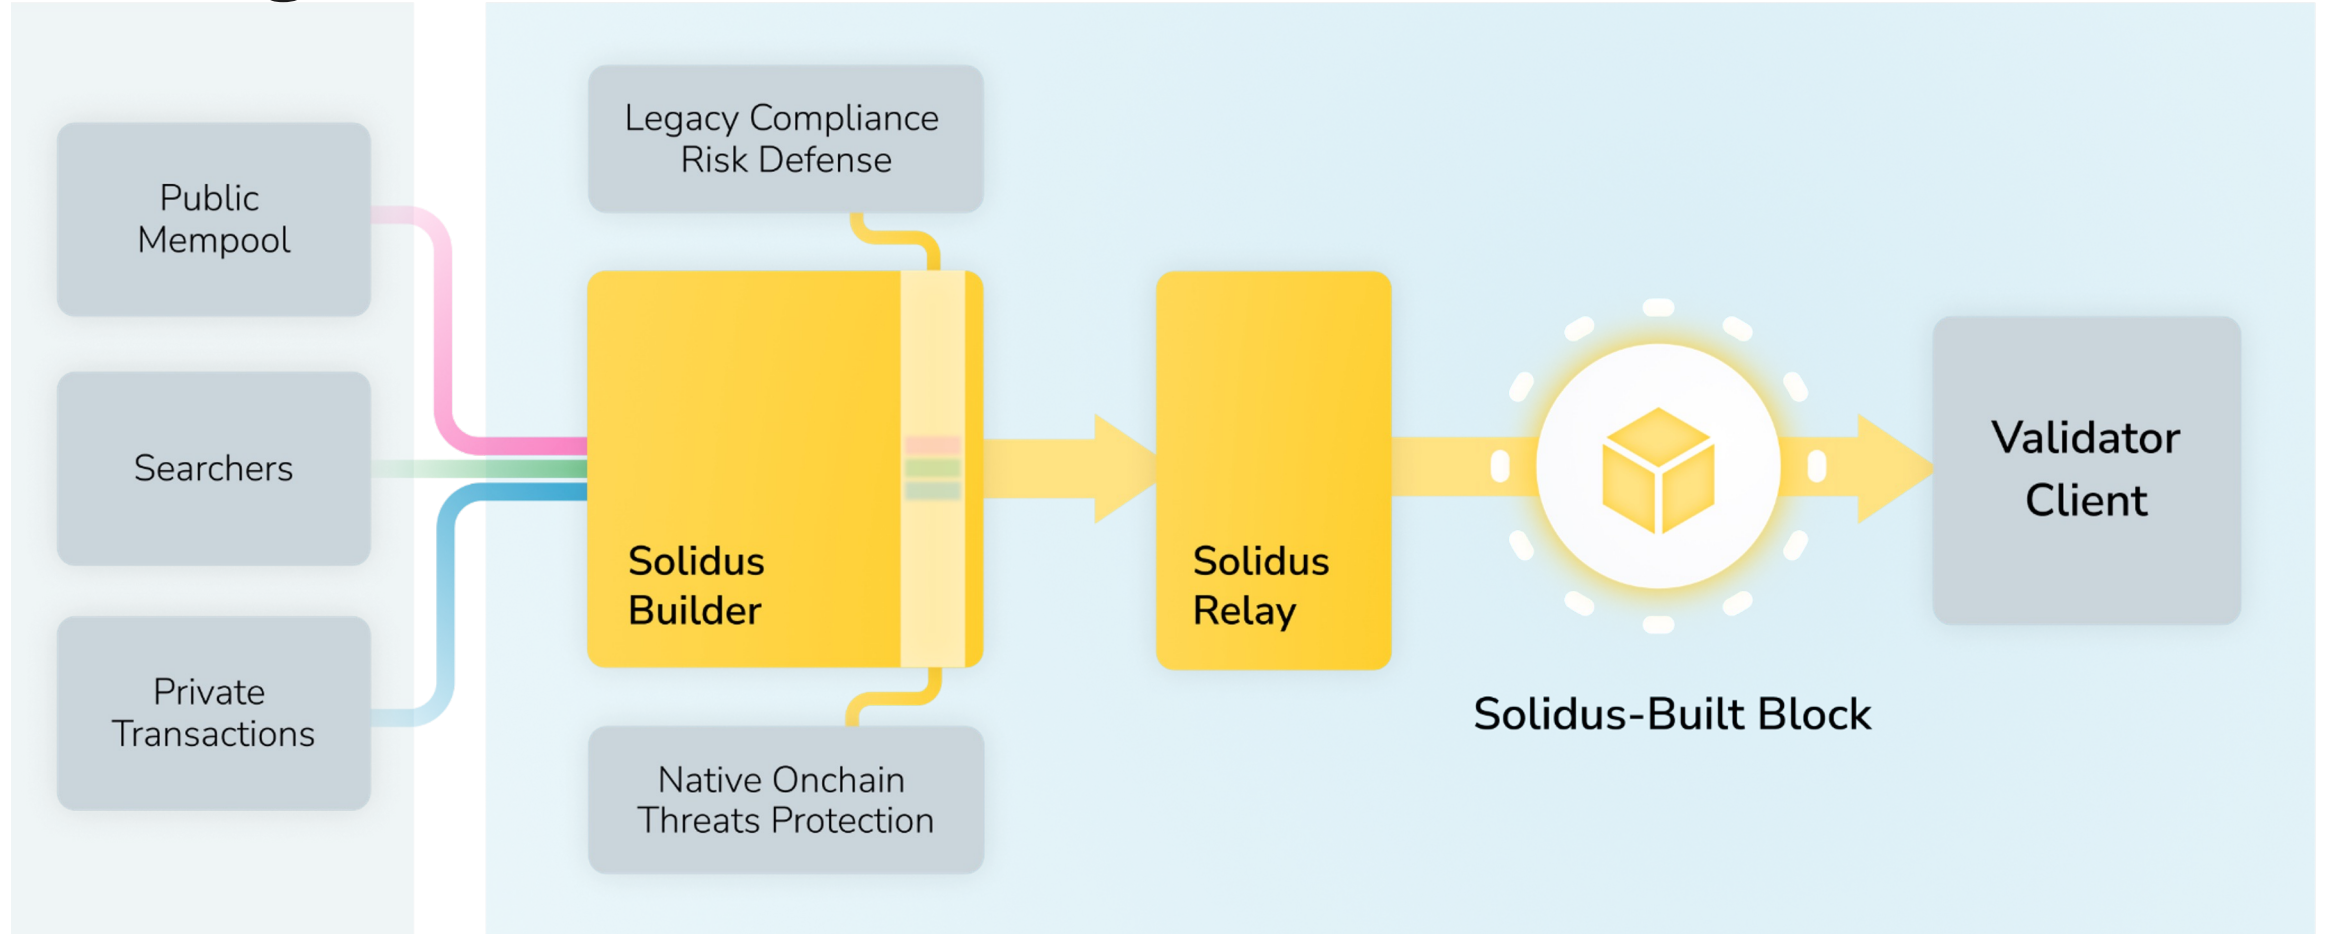 Public
Mempool
Searchers
Private
Transactions
Legacy Compliance
Risk Defense
Solidus
Builder
Native Onchain
Threats Protection
Solidus
Relay
Solidus-Built Block
Validator
Client